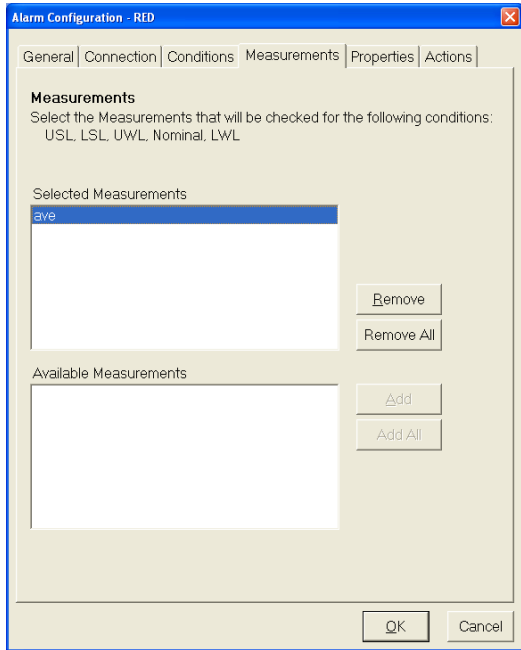 Alarm Configuration - RED
General Connection Conditions Measurements Properties Actions
Measurements
Select the Measurements that will be checked for the following conditions:
USL, LSL, UWL, Nominal, LWL
Selected Measurements
ave
Remove
Remove All
Available Measurements
Add
Add All
OK Cancel